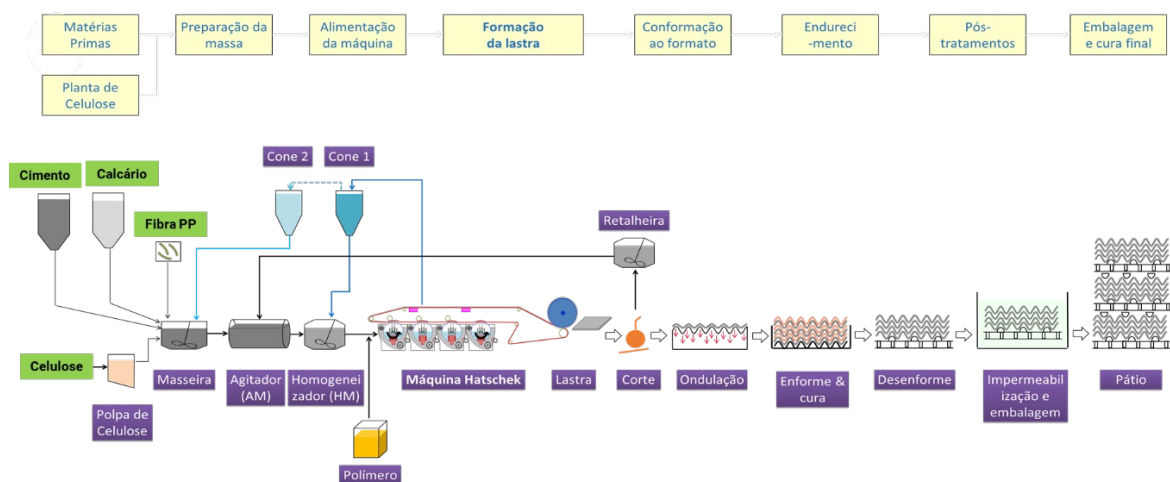 Matérias
Primas
Preparação da
massa
Alimentação
da máquina
Formação
da lastra
Conformação
ao formato
Endureci
-mento
Pós-
tratamentos
Embalagem
e cura final
Planta de
Celulose
Cone 2
Cone 1
Cimento
Calcário
Fibra PP
Retalheira
Celulose
Masseira
Agitador
(AM)
Homogenei
zador (HM)
Máquina Hatschek
Lastra
Corte
Ondulação
Enforme &
cura
Desenforme
Impermeabil
ização e
embalagem
Pátio
Polpa de
Celulose
Polímero